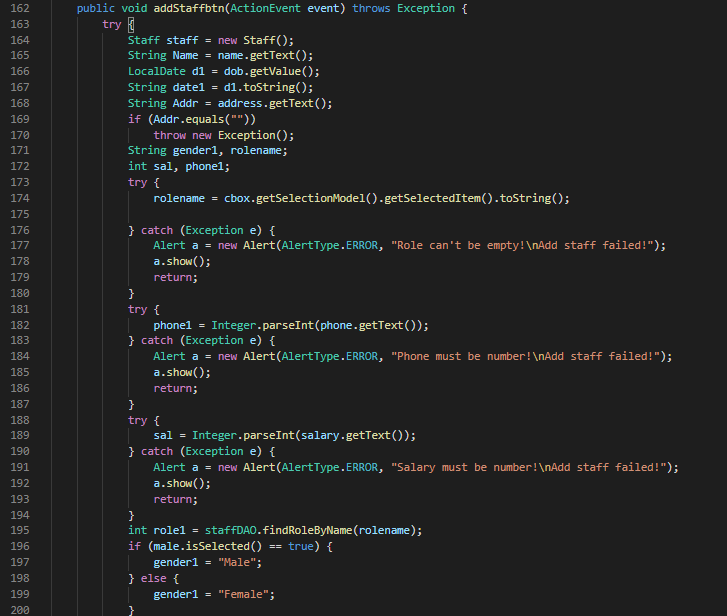 162 public void addStaffbtn(ActionEvent event) throws Exception {
163 try {
164 Staff staff = new Staff();
165 String Name = name.getText();
166 LocalDate d1 = dob.getValue();
167 String date1 = d1.toString();
168 String Addr = address.getText();
169 if (Addr.equals(""))
170 throw new Exception();
171 String gender1, rolename;
172 int sal, phone1;
173 try {
174 rolename = cbox.getSelectionModel().getSelectedItem().toString();
175
176 } catch (Exception e) {
177 Alert a = new Alert(AlertType.ERROR, "Role can't be empty!\nAdd staff failed!");
178 a.show();
179 return;
180 }
181 try {
182 phone1 = Integer.parseInt(phone.getText());
183 } catch (Exception e) {
184 Alert a = new Alert(AlertType.ERROR, "Phone must be number!\nAdd staff failed!");
185 a.show();
186 return;
187 }
188 try {
189 sal = Integer.parseInt(salary.getText());
190 } catch (Exception e) {
191 Alert a = new Alert(AlertType.ERROR, "Salary must be number!\nAdd staff failed!");
192 a.show();
193 return;
194 }
195 int role1 = staffDAO.findRoleByName(rolename);
196 if (male.isSelected() == true) {
197 gender1 = "Male";
198 } else {
199 gender1 = "Female";
200 }